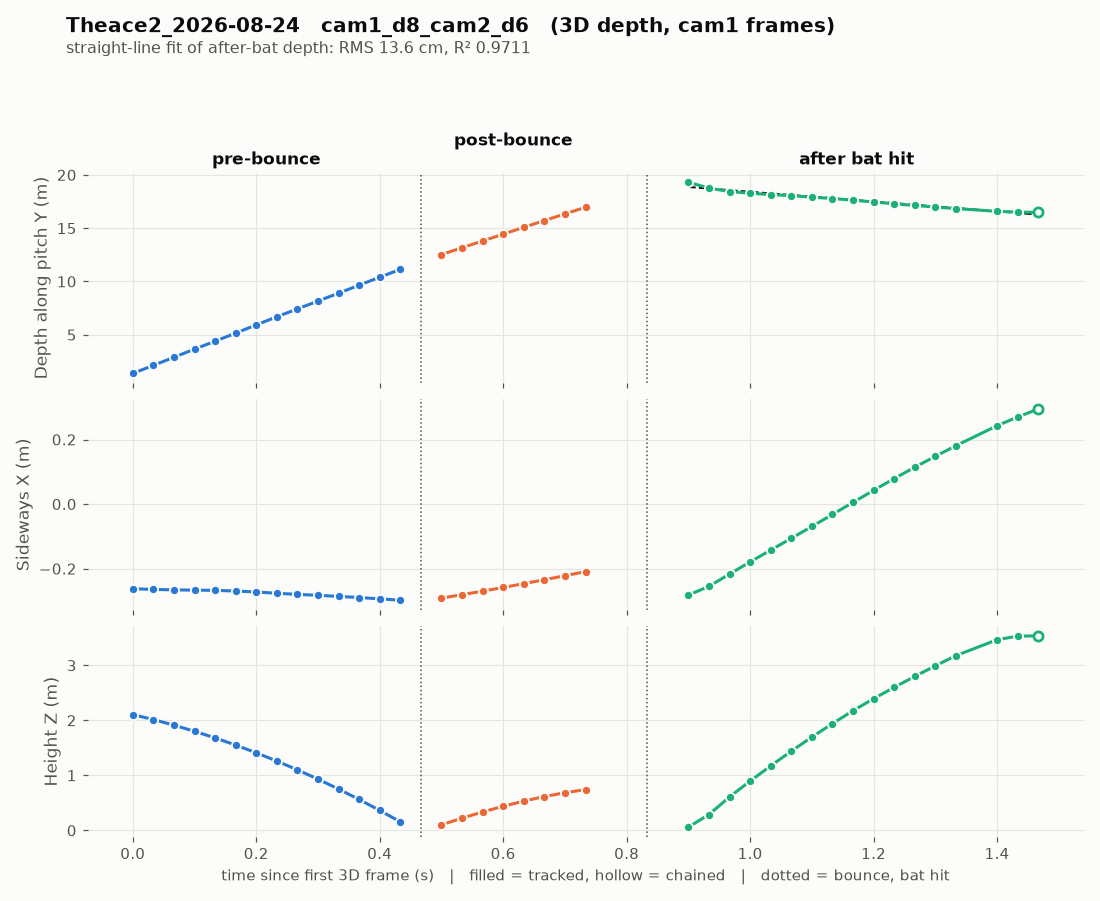 Theace2_2026-08-24 cam1_d8_cam2_d6 (3D depth, cam1 frames)
straight-line fit of after-bat depth: RMS 13.6 cm, R² 0.9711
pre-bounce
post-bounce
after bat hit
Depth along pitch Y (m)
20
15
10
5
Sideways X (m)
0.2
0.0
−0.2
Height Z (m)
3
2
1
0
0.0 0.2 0.4 0.6 0.8 1.0 1.2 1.4
time since first 3D frame (s) | filled = tracked, hollow = chained | dotted = bounce, bat hit